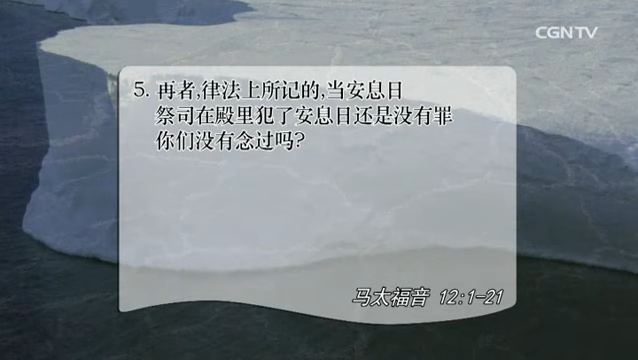 CGNTV
5. 再者,律法上所记的,当安息日
祭司在殿里犯了安息日还是没有罪
你们没有念过吗?
马太福音 12:1-21